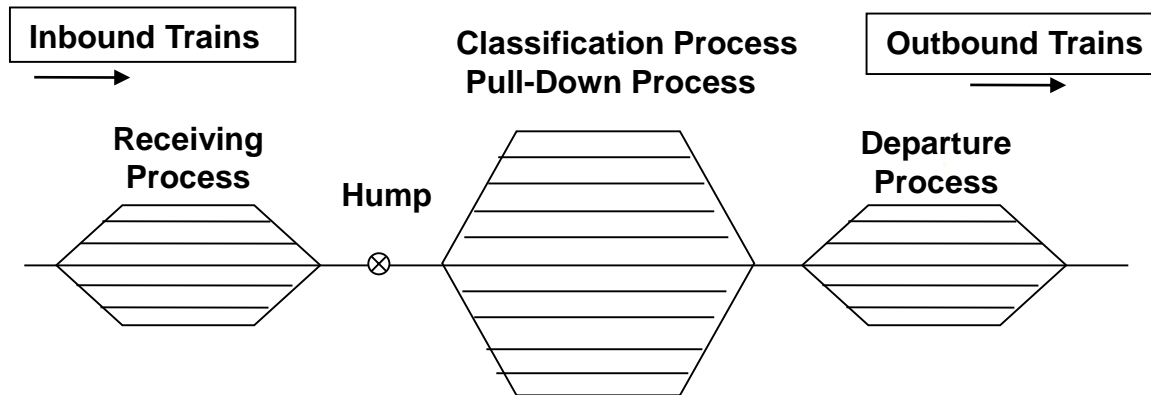 Inbound Trains
Classification Process
Pull-Down Process
Outbound Trains
Receiving
Process
Hump
Departure
Process